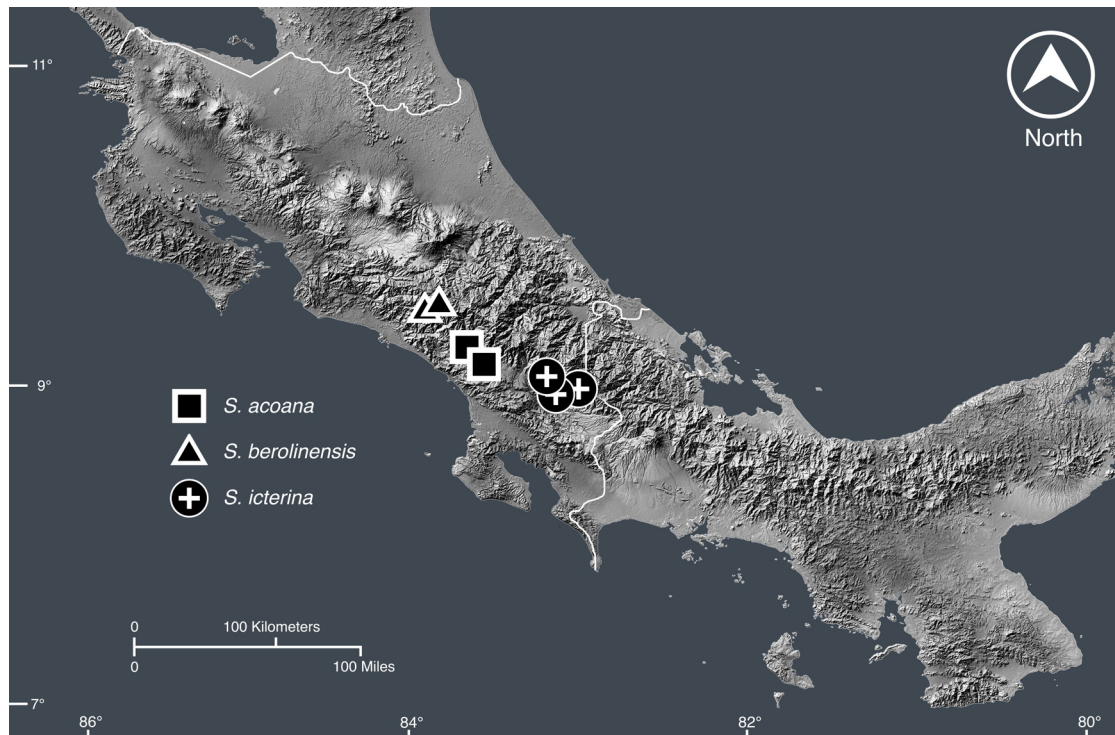 11°
North
9°
S. acoana
S. berolinensis
S. icterina
0 100 Kilometers
0 100 Miles
7°
86° 84° 82° 80°